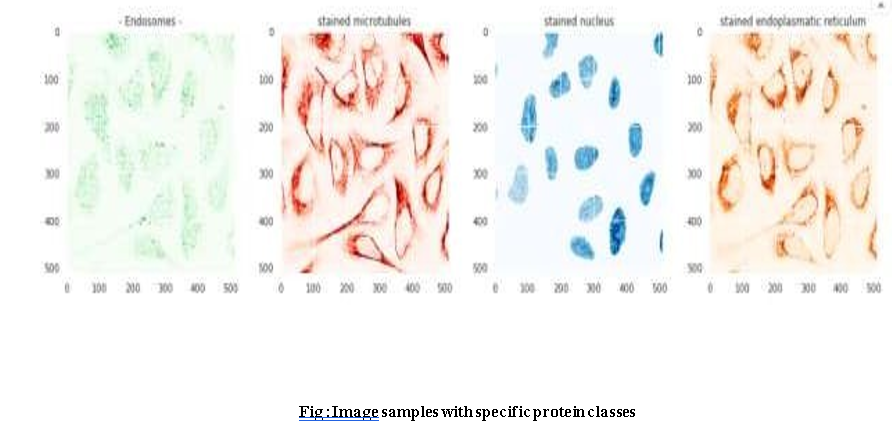 - Endosomes -
stained microtubules
stained nucleus
stained endoplasmatic reticulum
0
100
200
300
400
500
0 100 200 300 400 500
0
100
200
300
400
500
0 100 200 300 400 500
0
100
200
300
400
500
0 100 200 300 400 500
0
100
200
300
400
500
0 100 200 300 400 500
Fig : Image samples with specific protein classes